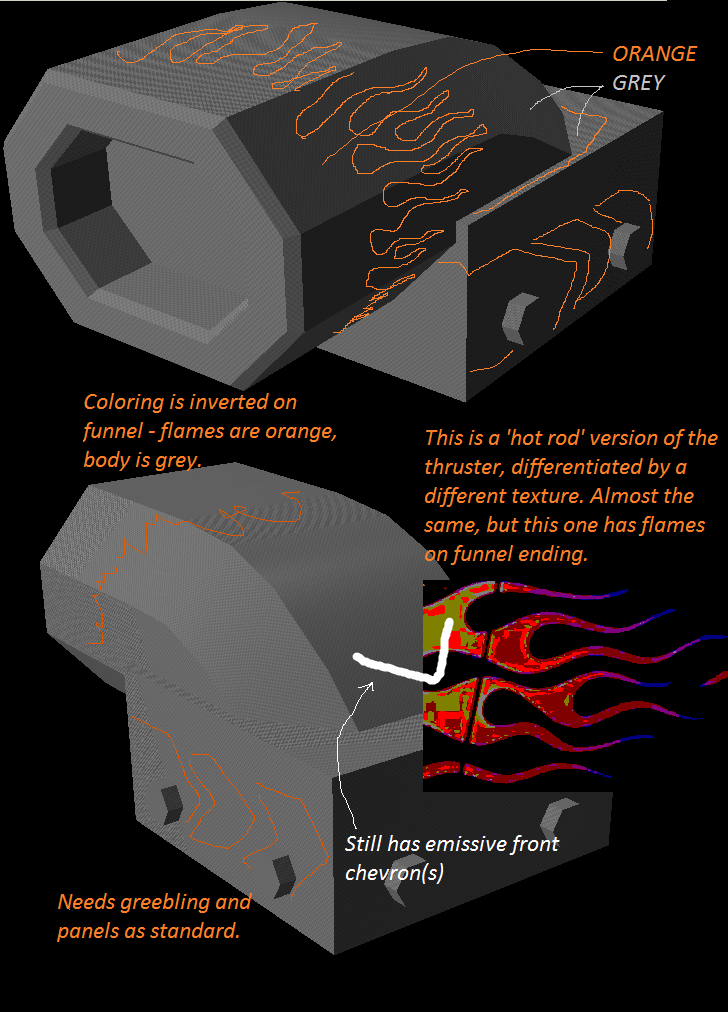 ORANGE
GREY
Coloring is inverted on
funnel - flames are orange,
body is grey.
This is a 'hot rod' version of the
thruster, differentiated by a
different texture. Almost the
same, but this one has flames
on funnel ending.
Still has emissive front
chevron(s)
Needs greebling and
panels as standard.